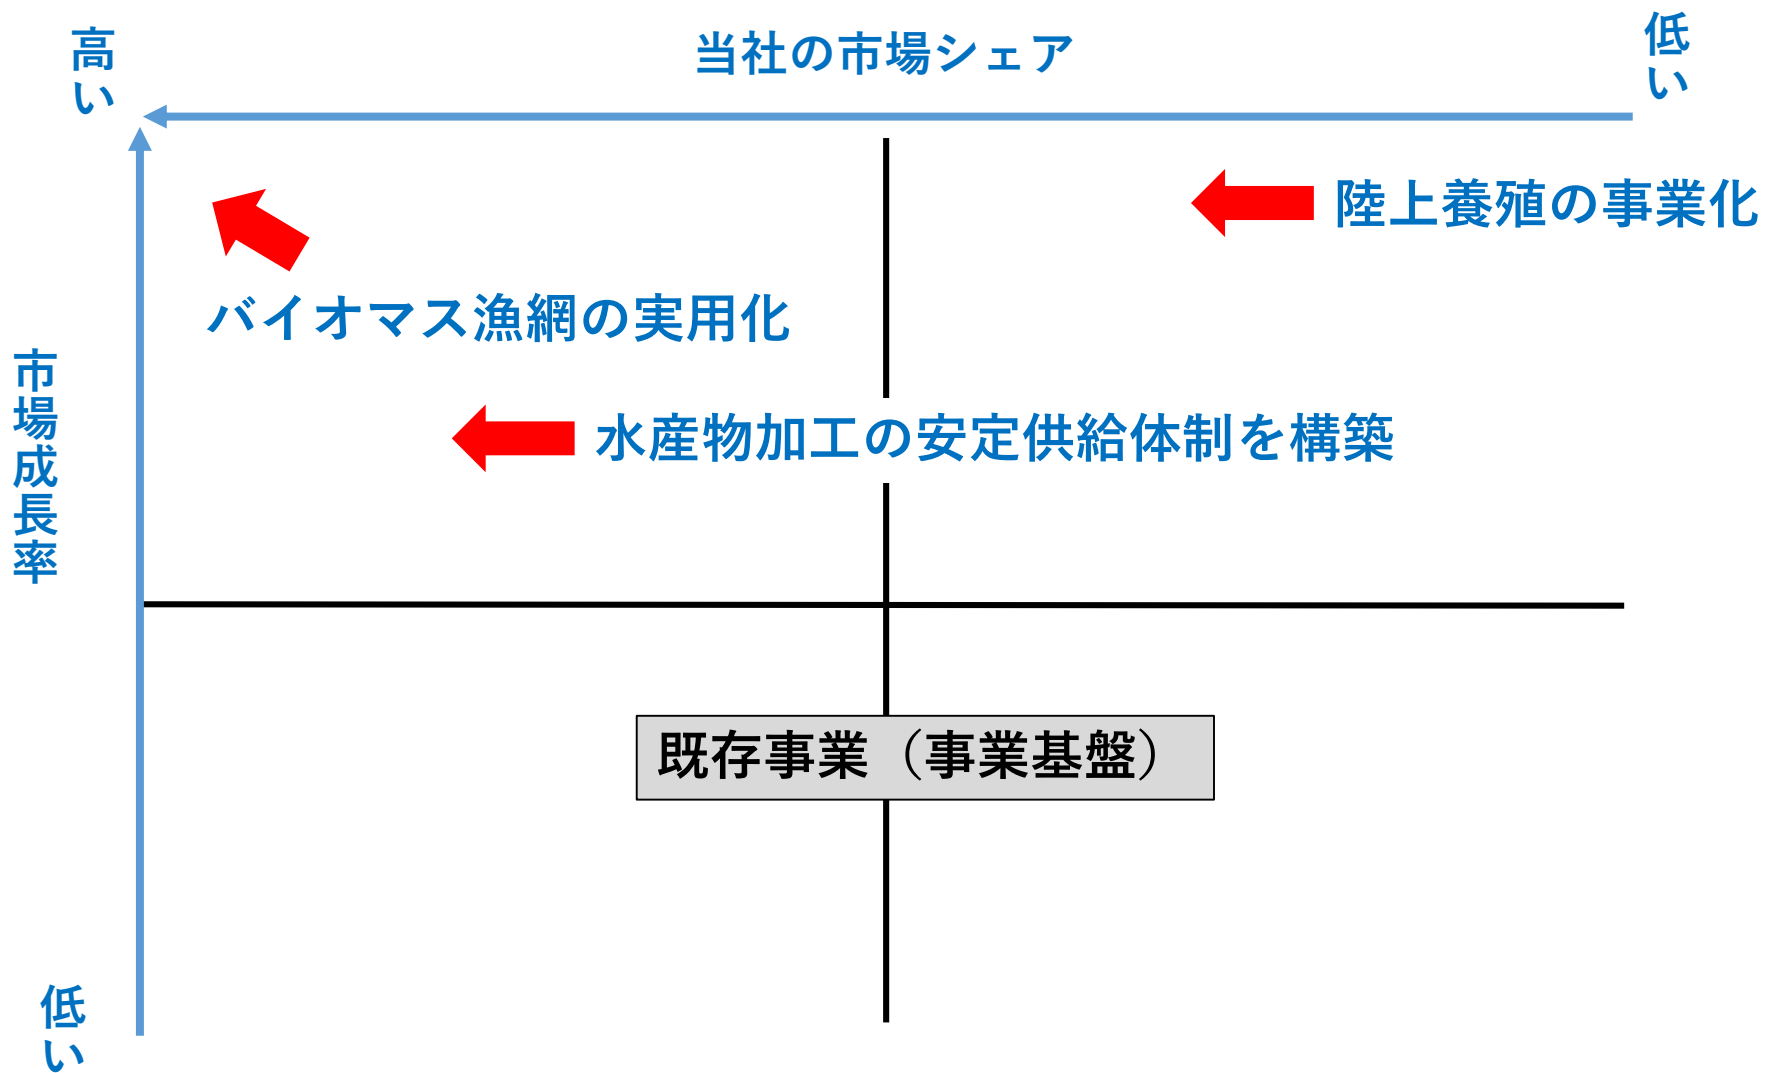 高い
当社の市場シェア
低い
陸上養殖の事業化
バイオマス漁網の実用化
市場成長率
水産物加工の安定供給体制を構築
既存事業（事業基盤）
低い